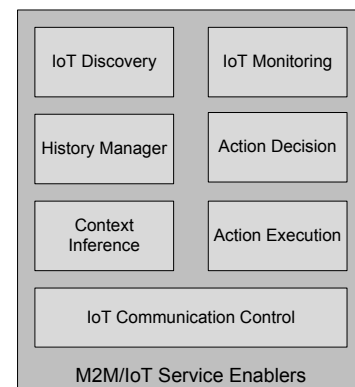 IoT Discovery
IoT Monitoring
History Manager
Action Decision
Context
Inference
Action Execution
IoT Communication Control
M2M/IoT Service Enablers